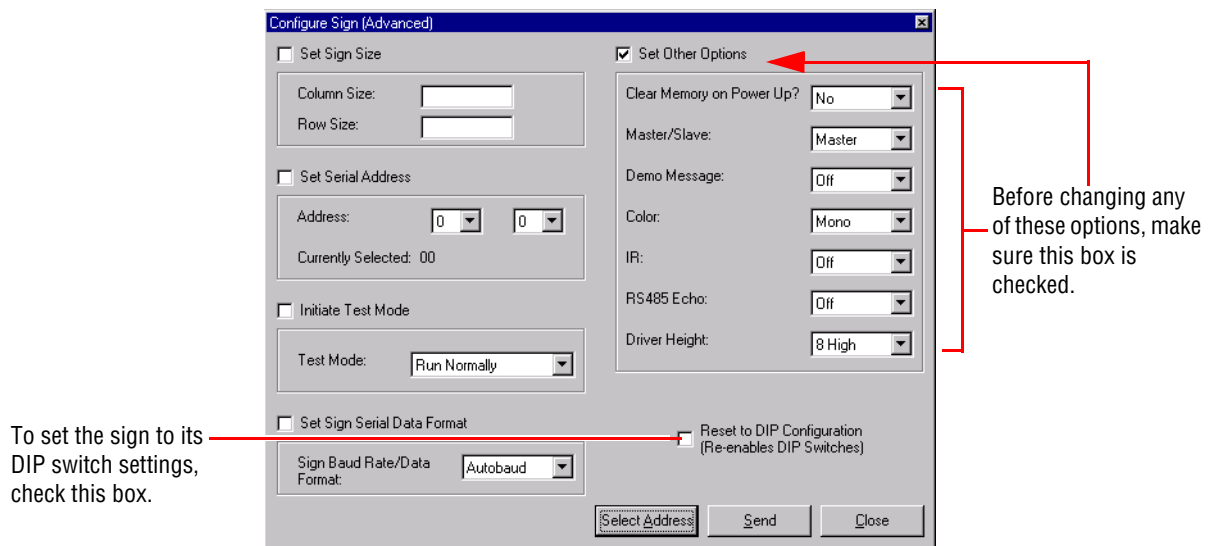 Configure Sign (Advanced)
Set Sign Size
Column Size:
Row Size:
Set Serial Address
Address:
0
0
Currently Selected: 00
Initiate Test Mode
Test Mode:
Run Normally
Set Sign Serial Data Format
Sign Baud Rate/Data
Format:
Autobaud
Set Other Options
Clear Memory on Power Up?
No
Master/Slave:
Master
Demo Message:
Off
Color:
Mono
IR:
Off
RS485 Echo:
Off
Driver Height:
8 High
Reset to DIP Configuration
(Re-enables DIP Switches)
Select Address
Send
Close
Before changing any
of these options, make
sure this box is
checked.
To set the sign to its
DIP switch settings,
check this box.